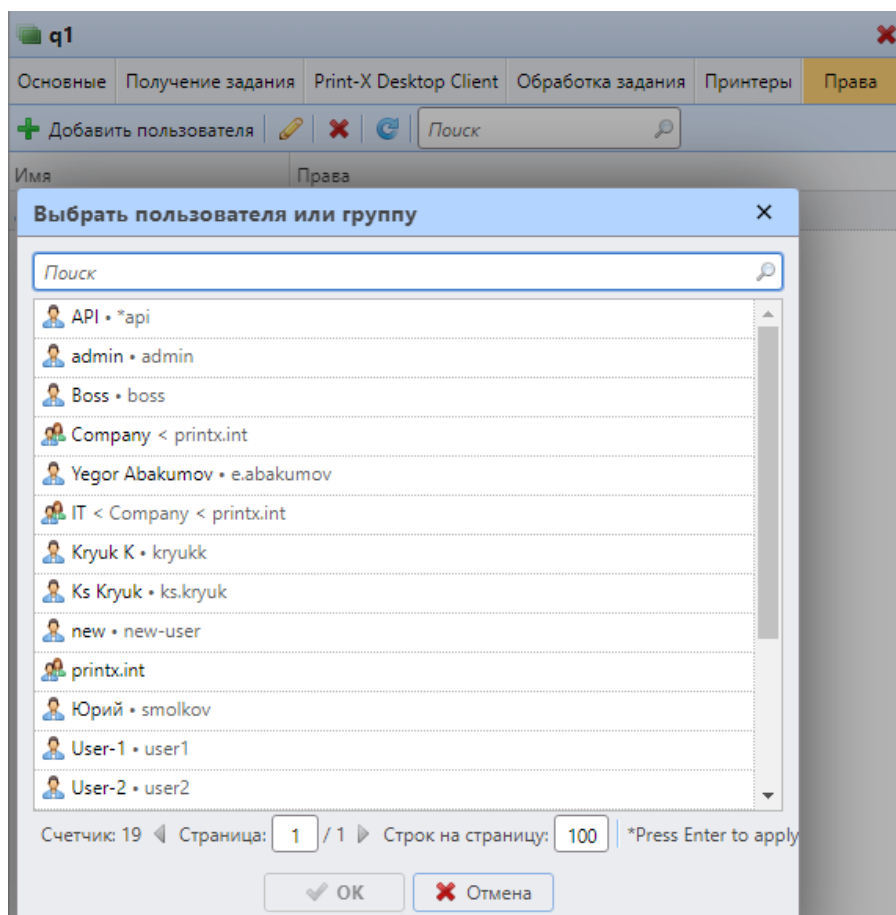 q1
Основные Получение задания Print-X Desktop Client Обработка задания Принтеры Права
Добавить пользователя Поиск
Имя Права
Выбрать пользователя или группу
Поиск
API • *api
admin • admin
Boss • boss
Company < printx.int
Yegor Abakumov • e.abakumov
IT < Company < printx.int
Kryuk K • kryukk
Ks Kryuk • ks.kryuk
new • new-user
printx.int
Юрий • smolkov
User-1 • user1
User-2 • user2
Счетчик: 19 Страница: 1 / 1 Строк на страницу: 100 *Press Enter to apply
ОК Отмена